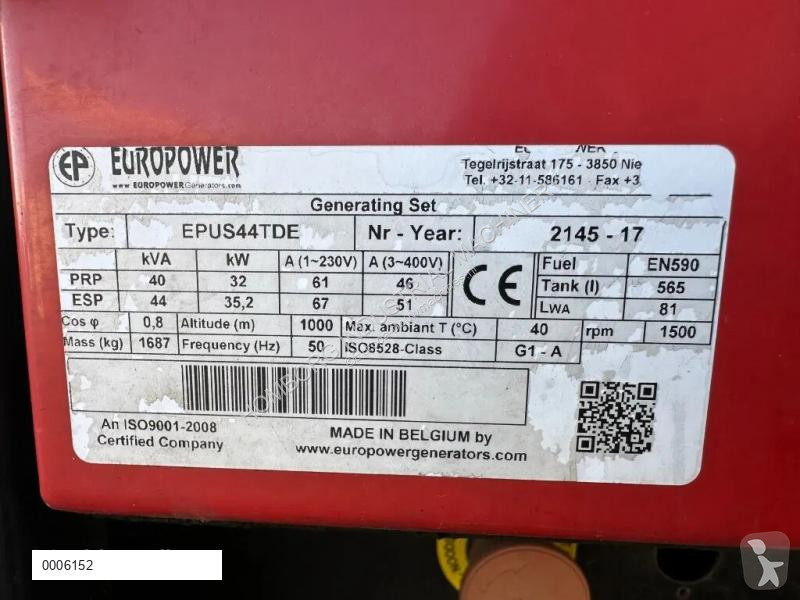 EP EUROPOWER
www.EUROPOWERGenerators.com
Tegelrijstraat 175 - 3850 Nie
Tel. +32-11-586161 - Fax +3
Generating Set
Type: EPUS44TDE Nr - Year: 2145 - 17
kVA kW A (1~230V) A (3~400V)
PRP 40 32 61 46
ESP 44 35,2 67 51
CE
Fuel EN590
Tank (l) 565
LWA 81
Cos φ 0,8 Altitude (m) 1000 Max. ambiant T (°C) 40 rpm 1500
Mass (kg) 1687 Frequency (Hz) 50 ISO8528-Class G1 - A
An ISO9001-2008
Certified Company
MADE IN BELGIUM by
www.europowergenerators.com
0006152